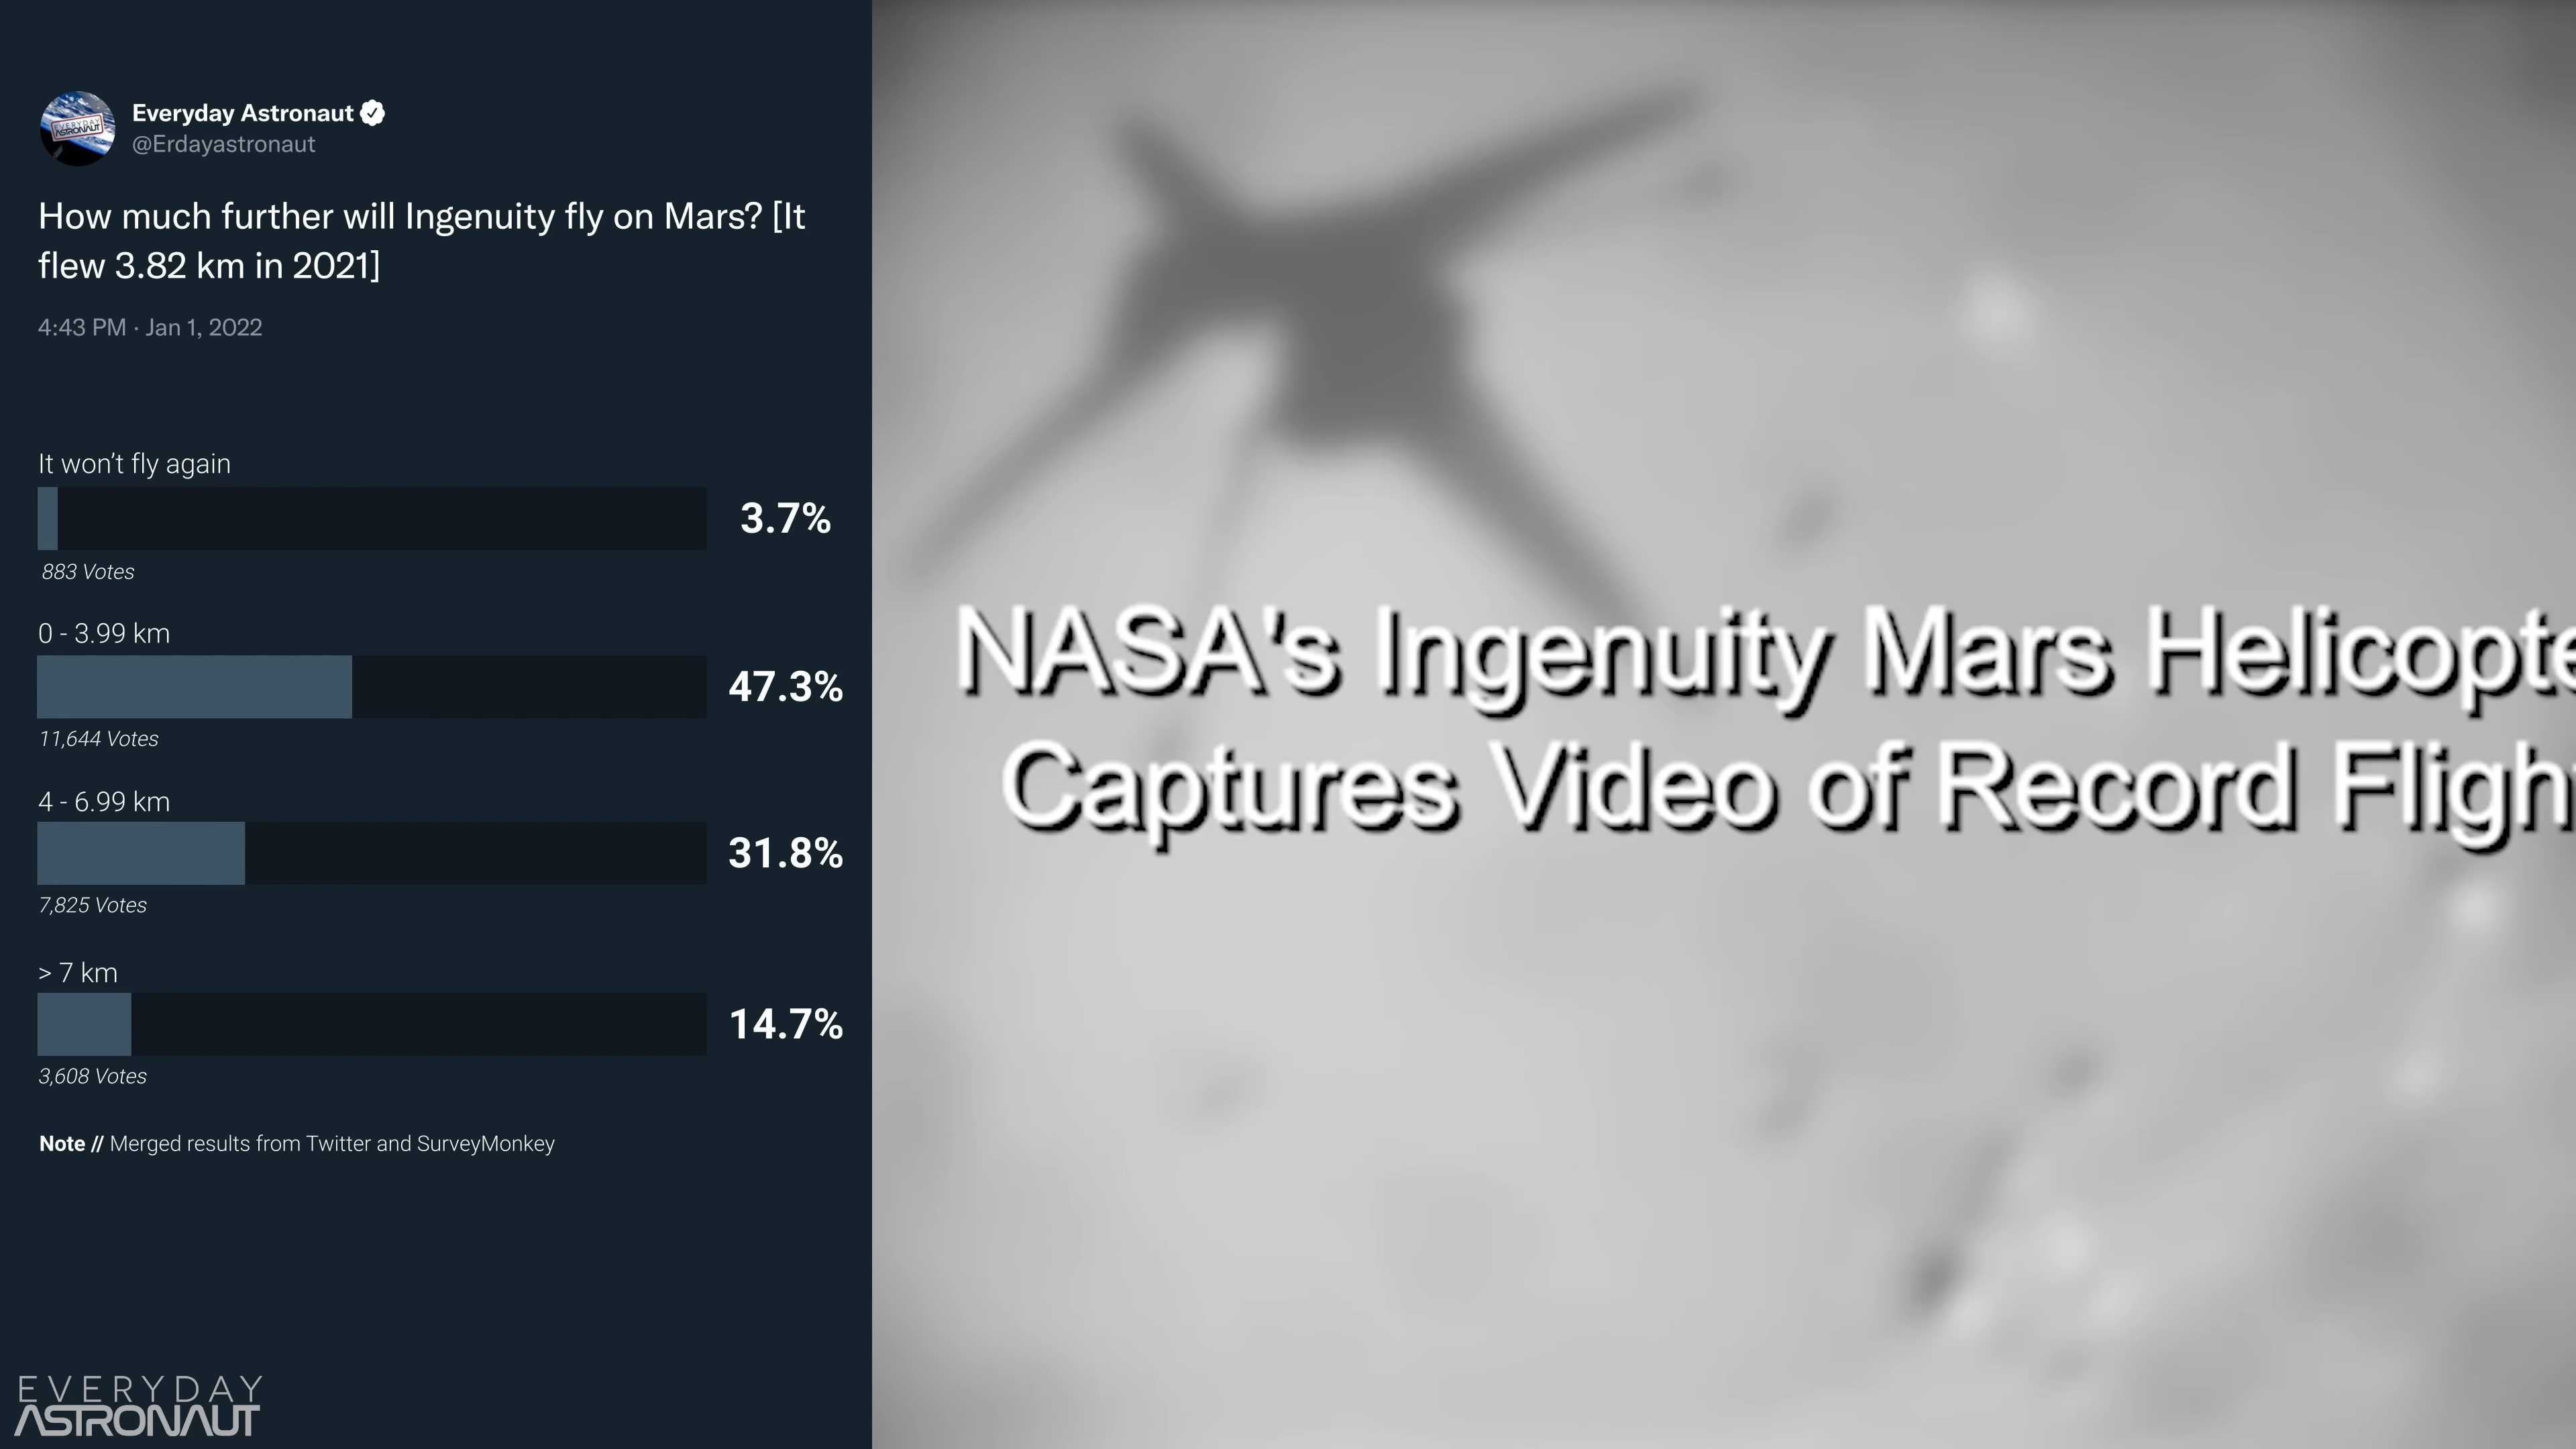 Everyday Astronaut
@Erdayastronaut
How much further will Ingenuity fly on Mars? [It
flew 3.82 km in 2021]
4:43 PM · Jan 1, 2022
It won't fly again
3.7%
883 Votes
0 - 3.99 km
47.3%
11,644 Votes
4 - 6.99 km
31.8%
7,825 Votes
> 7 km
14.7%
3,608 Votes
Note // Merged results from Twitter and SurveyMonkey
EVERYDAY
ASTRONAUT
NASA's Ingenuity Mars Helicopte
Captures Video of Record Flight
EVERYDAY
ASTRONAUT